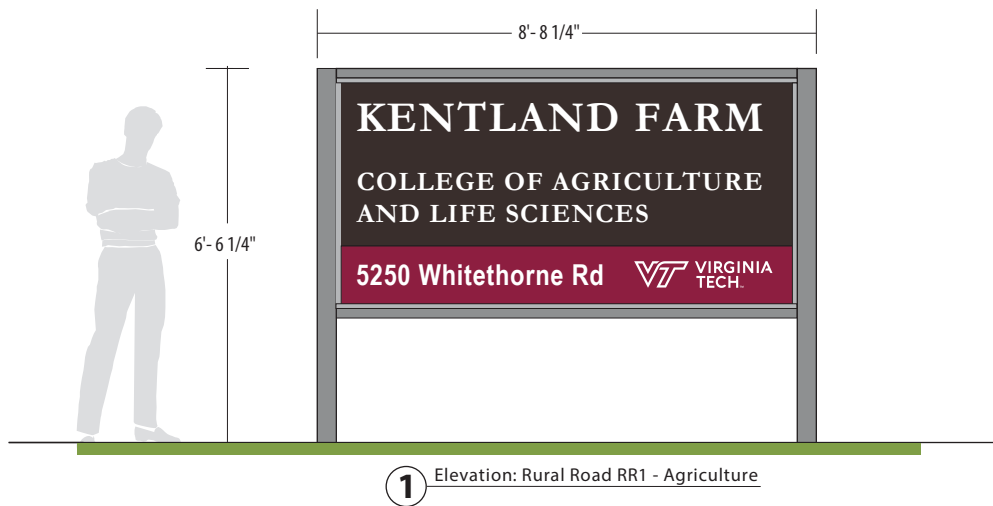 8'- 8 1/4"
KENTLAND FARM
COLLEGE OF AGRICULTURE
AND LIFE SCIENCES
6'- 6 1/4"
5250 Whitethorne Rd
VT VIRGINIA
TECH™
1 Elevation: Rural Road RR1 - Agriculture